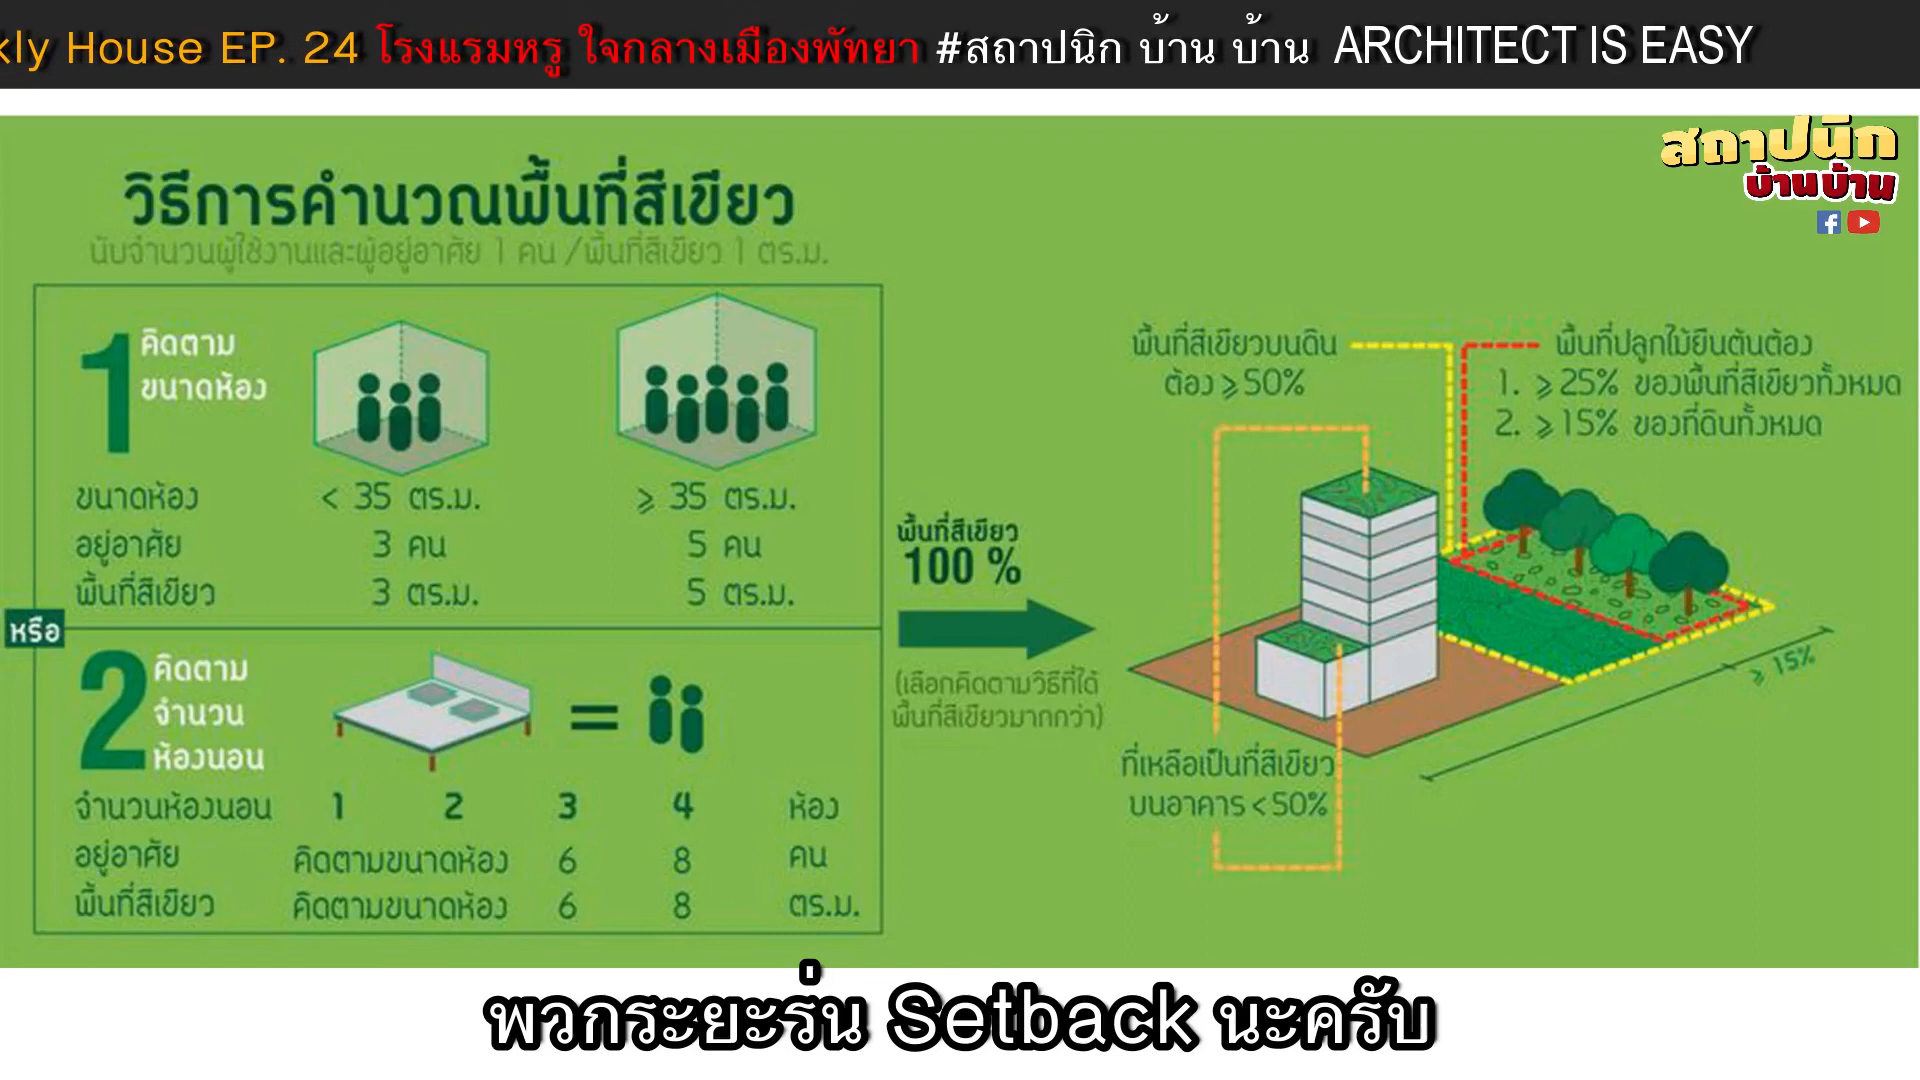 kly House EP. 24 โรงแรมหรู ใจกลางเมืองพัทยา #สถาปนิก บ้าน บ้าน ARCHITECT IS EASY
สถาปนิก
บ้านบ้าน
วิธีการคำนวณพื้นที่สีเขียว
นับจำนวนผู้ใช้งานและผู้อยู่อาศัย 1 คน /พื้นที่สีเขียว 1 ตร.ม.
1 คิดตาม
ขนาดห้อง
ขนาดห้อง < 35 ตร.ม. ⩾ 35 ตร.ม.
อยู่อาศัย 3 คน 5 คน
พื้นที่สีเขียว 3 ตร.ม. 5 ตร.ม.
หรือ
2 คิดตาม
จำนวน
ห้องนอน
=
จำนวนห้องนอน 1 2 3 4 ห้อง
อยู่อาศัย คิดตามขนาดห้อง 6 8 คน
พื้นที่สีเขียว คิดตามขนาดห้อง 6 8 ตร.ม.
พื้นที่สีเขียว
100 %
(เลือกคิดตามวิธีที่ได้
พื้นที่สีเขียวมากกว่า)
พื้นที่สีเขียวบนดิน
ต้อง ⩾ 50%
พื้นที่ปลูกไม้ยืนต้นต้อง
1. ⩾ 25% ของพื้นที่สีเขียวทั้งหมด
2. ⩾ 15% ของที่ดินทั้งหมด
⩾ 15%
ที่เหลือเป็นที่สีเขียว
บนอาคาร < 50%
พวกระยะร่น Setback นะครับ